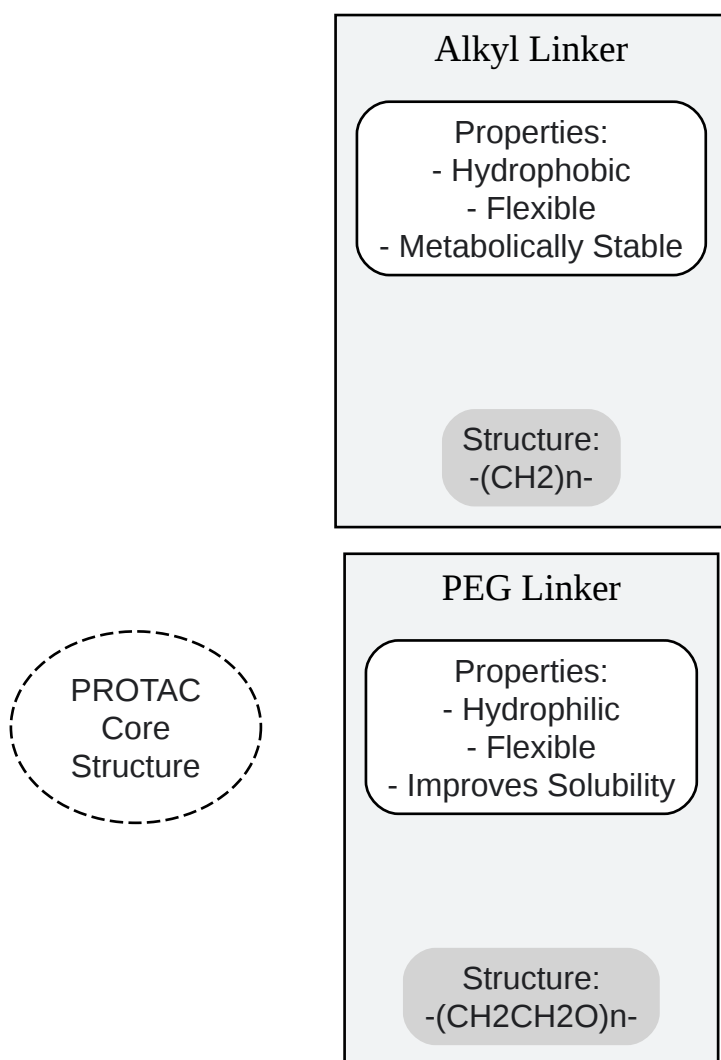 Alkyl Linker
Properties:
- Hydrophobic
- Flexible
- Metabolically Stable
Structure:
-(CH2)n-
PEG Linker
Properties:
- Hydrophilic
- Flexible
- Improves Solubility
Structure:
-(CH2CH2O)n-
PROTAC
Core
Structure